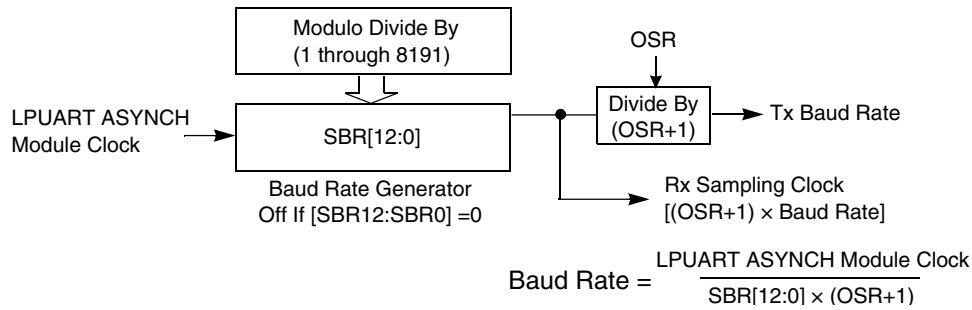 Modulo Divide By
(1 through 8191)
OSR
LPUART ASYNCH
Module Clock
SBR[12:0]
Divide By
(OSR+1)
Tx Baud Rate
Baud Rate Generator
Off If [SBR12:SBR0] =0
Rx Sampling Clock
[(OSR+1) × Baud Rate]
Baud Rate =
LPUART ASYNCH Module Clock
SBR[12:0] × (OSR+1)